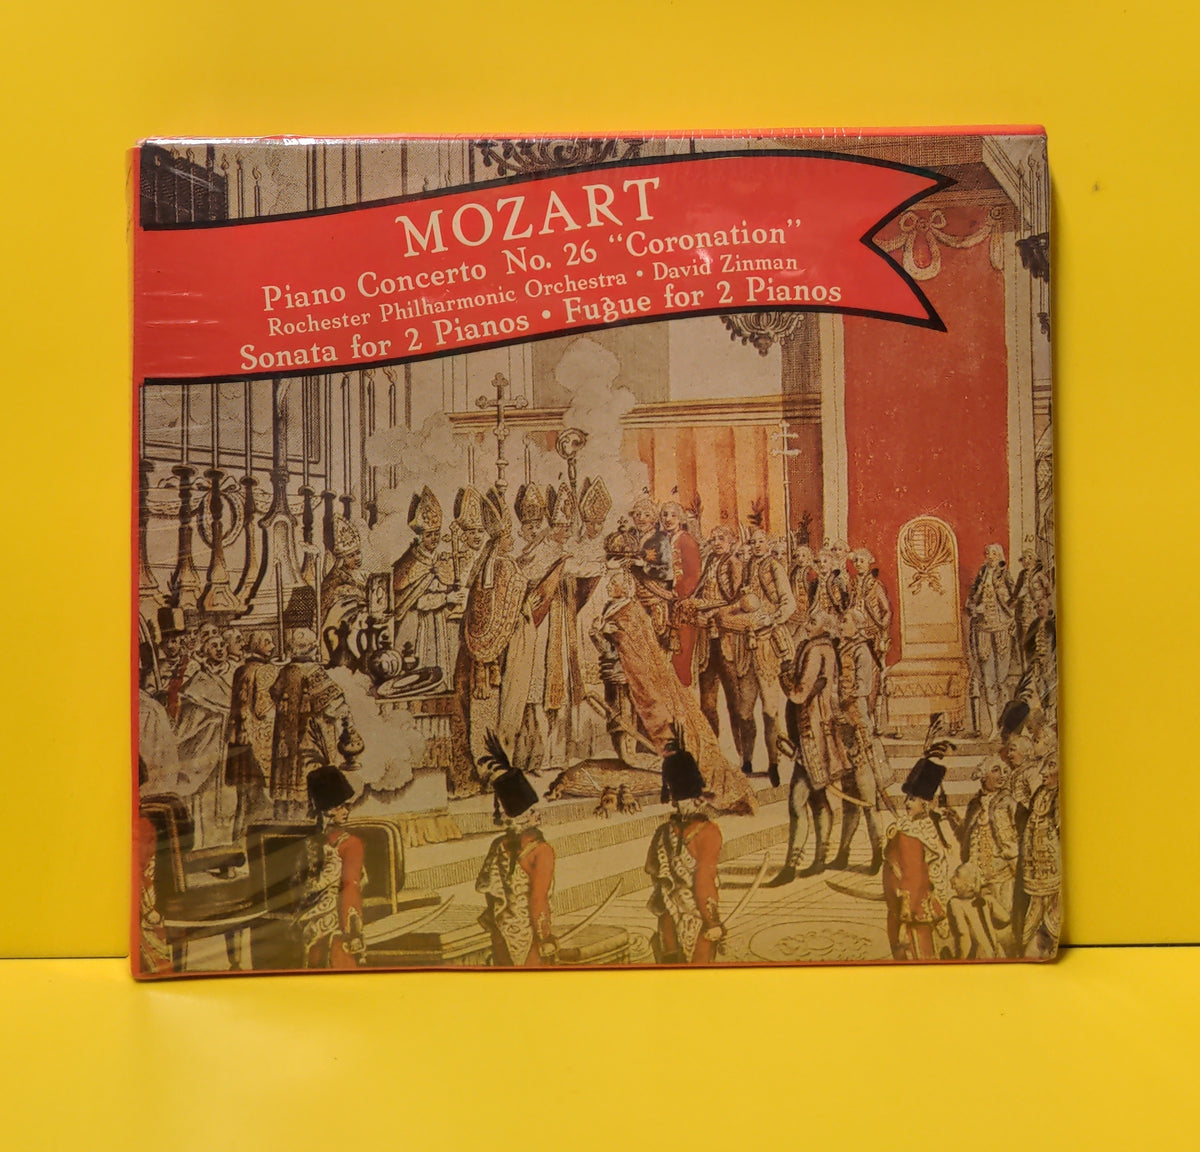 MOZART
Piano Concerto No. 26 “Coronation”
Rochester Philharmonic Orchestra • David Zinman
Sonata for 2 Pianos • Fugue for 2 Pianos